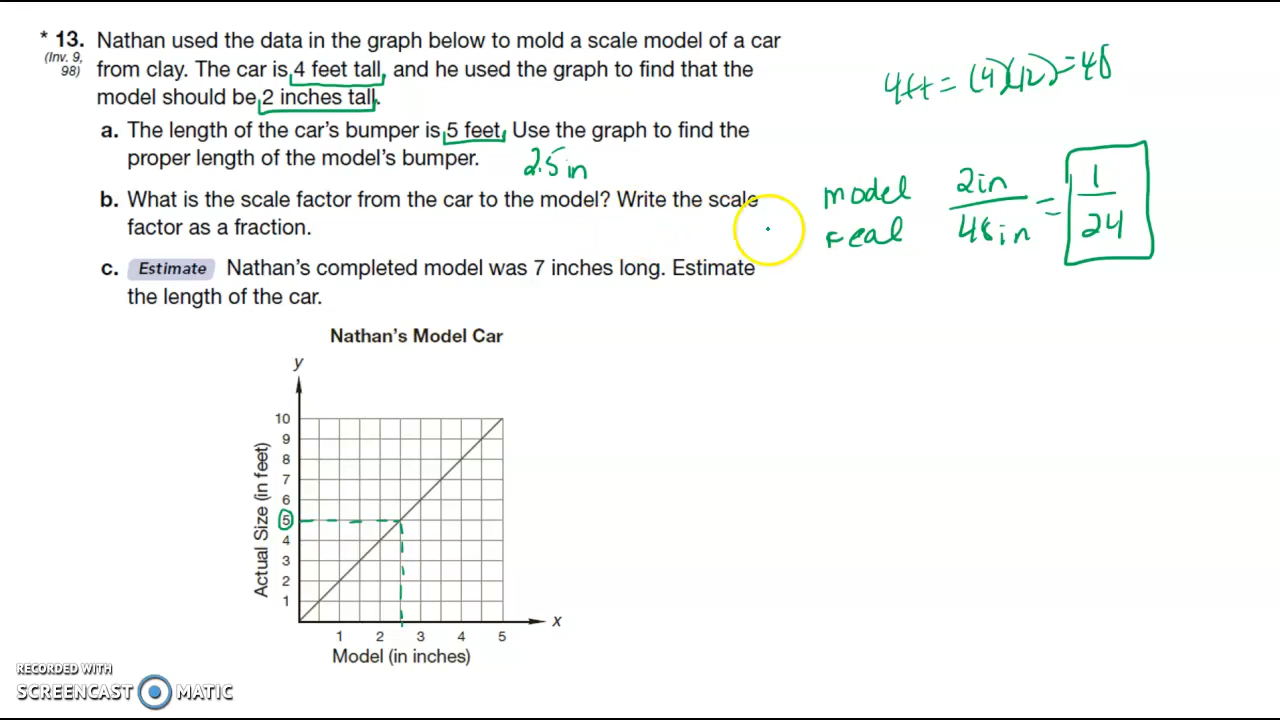 * 13. Nathan used the data in the graph below to mold a scale model of a car
(Inv. 9,
98)
from clay. The car is 4 feet tall, and he used the graph to find that the
model should be 2 inches tall.
a. The length of the car's bumper is 5 feet. Use the graph to find the
proper length of the model's bumper. 2.5 in
b. What is the scale factor from the car to the model? Write the scale
factor as a fraction.
c. Estimate Nathan's completed model was 7 inches long. Estimate
the length of the car.
4ft = (4)(12) = 48
model 2in = 1
real 48in 24
Nathan's Model Car
y
Actual Size (in feet)
10
9
8
7
6
5
4
3
2
1
1 2 3 4 5
x
Model (in inches)
RECORDED WITH
SCREENCAST MATIC